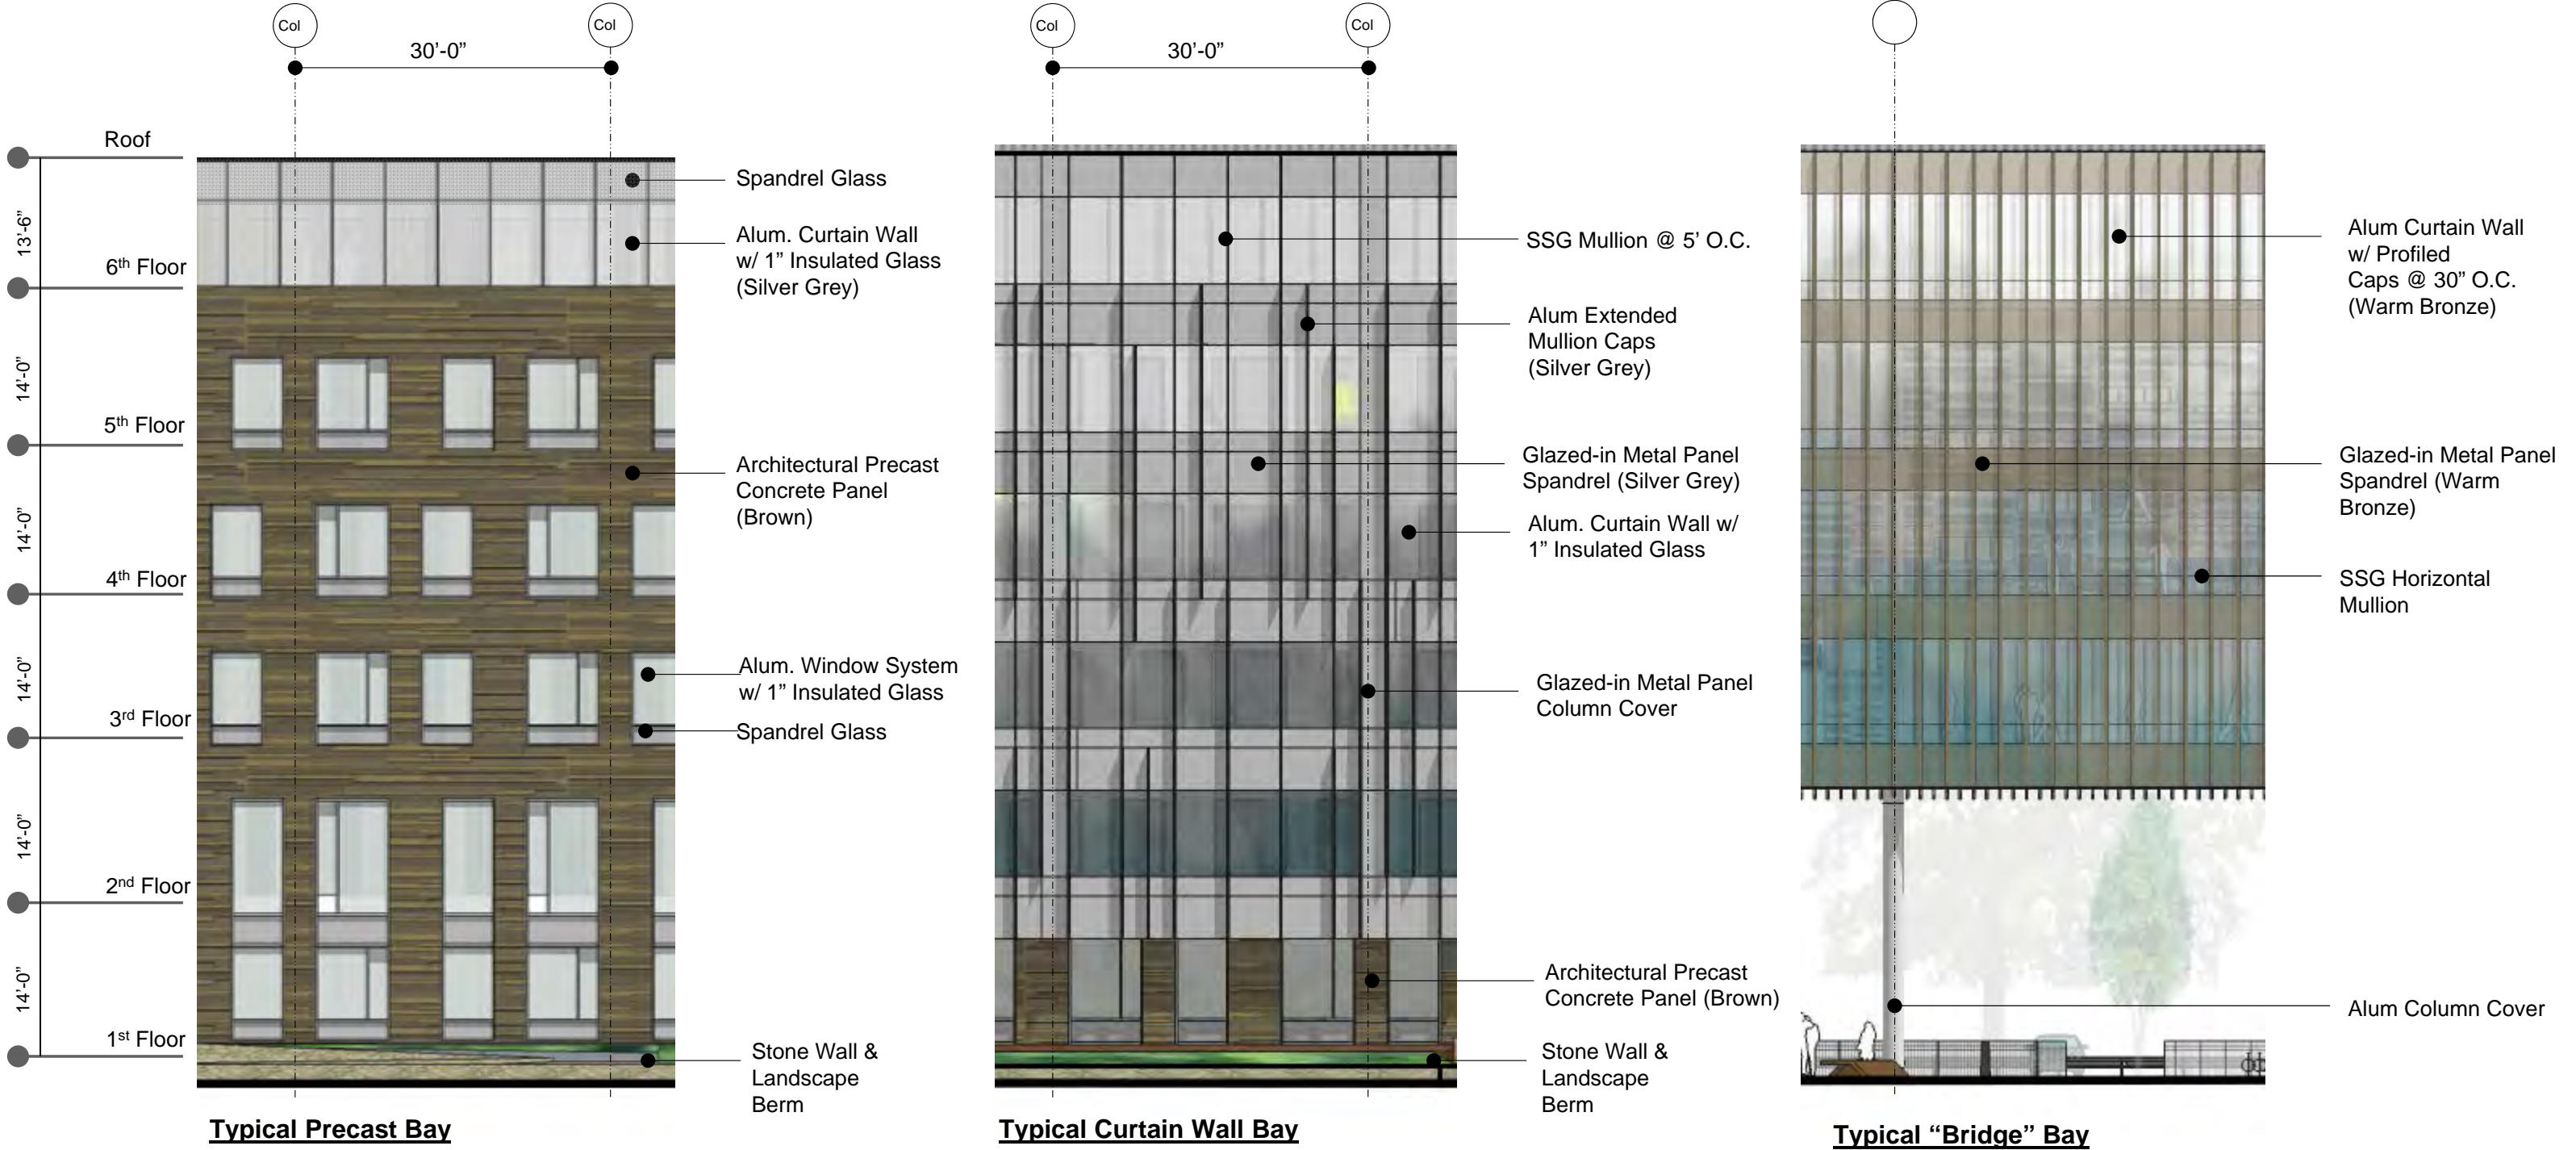 Col
Col
30’-0”
Roof
13’-6”
6th Floor
14’-0”
5th Floor
14’-0”
4th Floor
14’-0”
3rd Floor
14’-0”
2nd Floor
14’-0”
1st Floor
Spandrel Glass
Alum. Curtain Wall
w/ 1” Insulated Glass
(Silver Grey)
Architectural Precast
Concrete Panel
(Brown)
Alum. Window System
w/ 1” Insulated Glass
Spandrel Glass
Stone Wall &
Landscape
Berm
Typical Precast Bay
Col
Col
30’-0”
SSG Mullion @ 5’ O.C.
Alum Extended
Mullion Caps
(Silver Grey)
Glazed-in Metal Panel
Spandrel (Silver Grey)
Alum. Curtain Wall w/
1” Insulated Glass
Glazed-in Metal Panel
Column Cover
Architectural Precast
Concrete Panel (Brown)
Stone Wall &
Landscape
Berm
Typical Curtain Wall Bay
Alum Curtain Wall
w/ Profiled
Caps @ 30” O.C.
(Warm Bronze)
Glazed-in Metal Panel
Spandrel (Warm
Bronze)
SSG Horizontal
Mullion
Alum Column Cover
Typical “Bridge” Bay